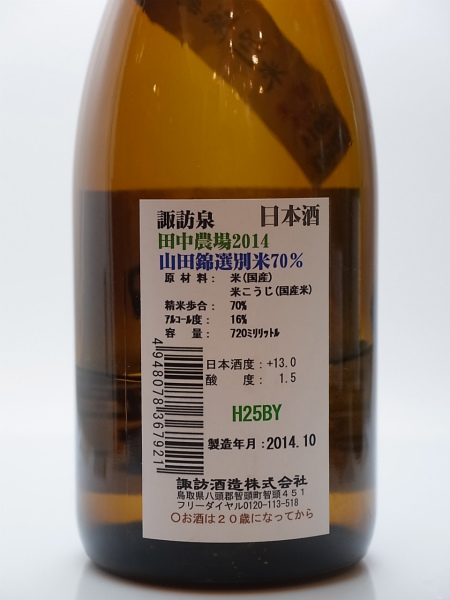 諏訪泉 日本酒
田中農場2014
山田錦選別米70%
原材料: 米(国産)
米こうじ(国産米)
精米歩合: 70%
アルコール度: 16%
容量: 720ミリリットル
日本酒度:+13.0
酸度: 1.5
H25BY
製造年月:2014.10
4948078367921
諏訪酒造株式会社
鳥取県八頭郡智頭町智頭451
フリーダイヤル0120-113-518
〇お酒は20歳になってから